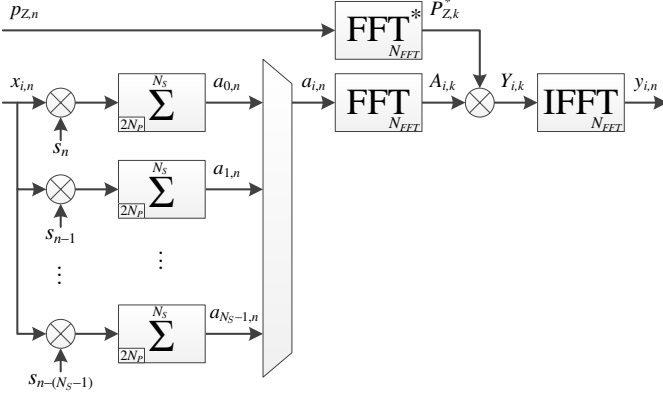 p_{Z,n}
FFT*
N_{FFT}
P*_{Z,k}
x_{i,n}
s_n
N_S
Σ
2N_P
a_{0,n}
a_{i,n}
FFT
N_{FFT}
A_{i,k}
Y_{i,k}
IFFT
N_{FFT}
y_{i,n}
s_{n–1}
N_S
Σ
2N_P
a_{1,n}
⋮
⋮
s_{n–(N_S–1)}
N_S
Σ
2N_P
a_{N_S–1,n}